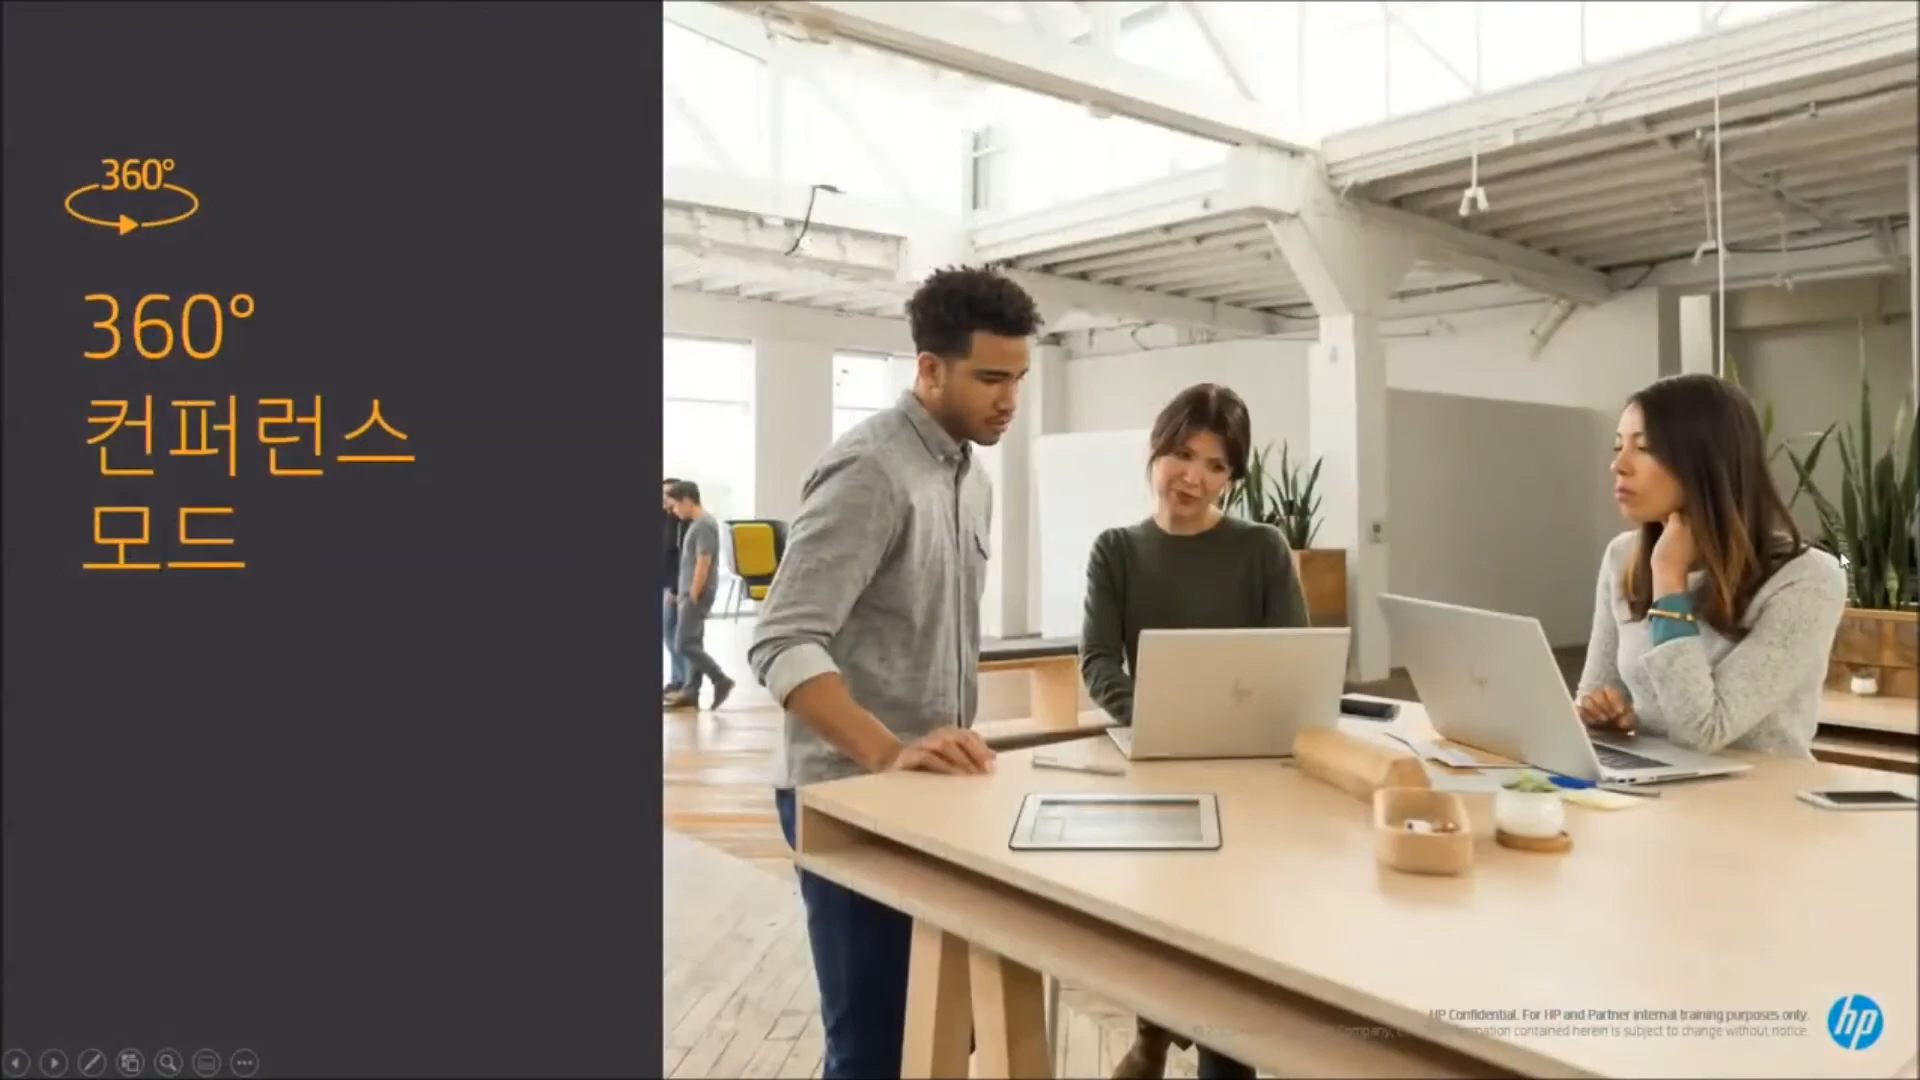 360°
360°
컨퍼런스
모드
HP Confidential. For HP and Partner internal training purposes only.
contained herein is subject to change without notice.
hp